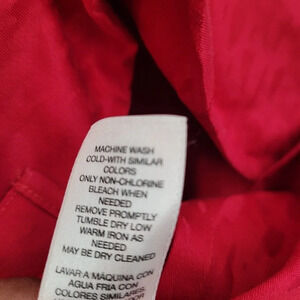 MACHINE WASH
COLD-WITH SIMILAR
COLORS
ONLY NON-CHLORINE
BLEACH WHEN
NEEDED
REMOVE PROMPTLY
TUMBLE DRY LOW
WARM IRON AS
NEEDED
MAY BE DRY CLEANED
LAVAR A MÁQUINA CON
AGUA FRIA CON
COLORES SIMILARES.